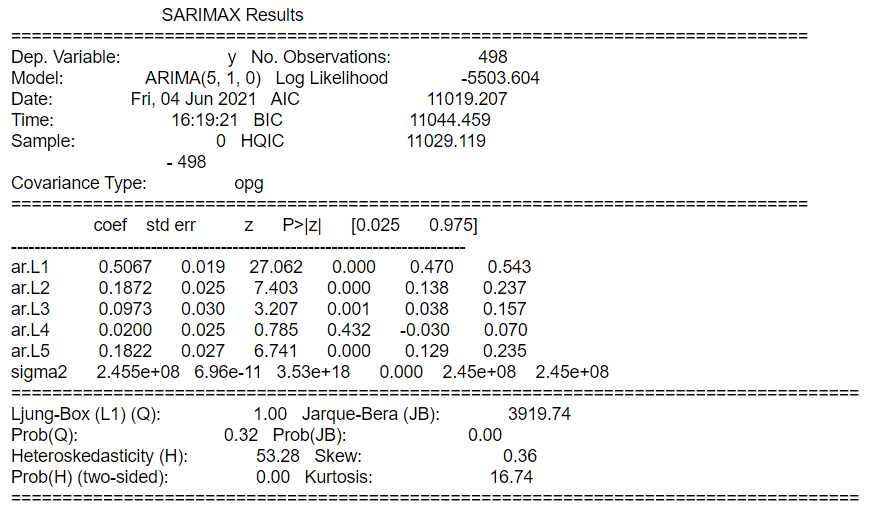 SARIMAX Results
==============================================================================
Dep. Variable: y No. Observations: 498
Model: ARIMA(5, 1, 0) Log Likelihood -5503.604
Date: Fri, 04 Jun 2021 AIC 11019.207
Time: 16:19:21 BIC 11044.459
Sample: 0 HQIC 11029.119
- 498
Covariance Type: opg
==============================================================================
coef std err z P>|z| [0.025 0.975]
------------------------------------------------------------------------------
ar.L1 0.5067 0.019 27.062 0.000 0.470 0.543
ar.L2 0.1872 0.025 7.403 0.000 0.138 0.237
ar.L3 0.0973 0.030 3.207 0.001 0.038 0.157
ar.L4 0.0200 0.025 0.785 0.432 -0.030 0.070
ar.L5 0.1822 0.027 6.741 0.000 0.129 0.235
sigma2 2.455e+08 6.96e-11 3.53e+18 0.000 2.45e+08 2.45e+08
===================================================================================
Ljung-Box (L1) (Q): 1.00 Jarque-Bera (JB): 3919.74
Prob(Q): 0.32 Prob(JB): 0.00
Heteroskedasticity (H): 53.28 Skew: 0.36
Prob(H) (two-sided): 0.00 Kurtosis: 16.74
===================================================================================